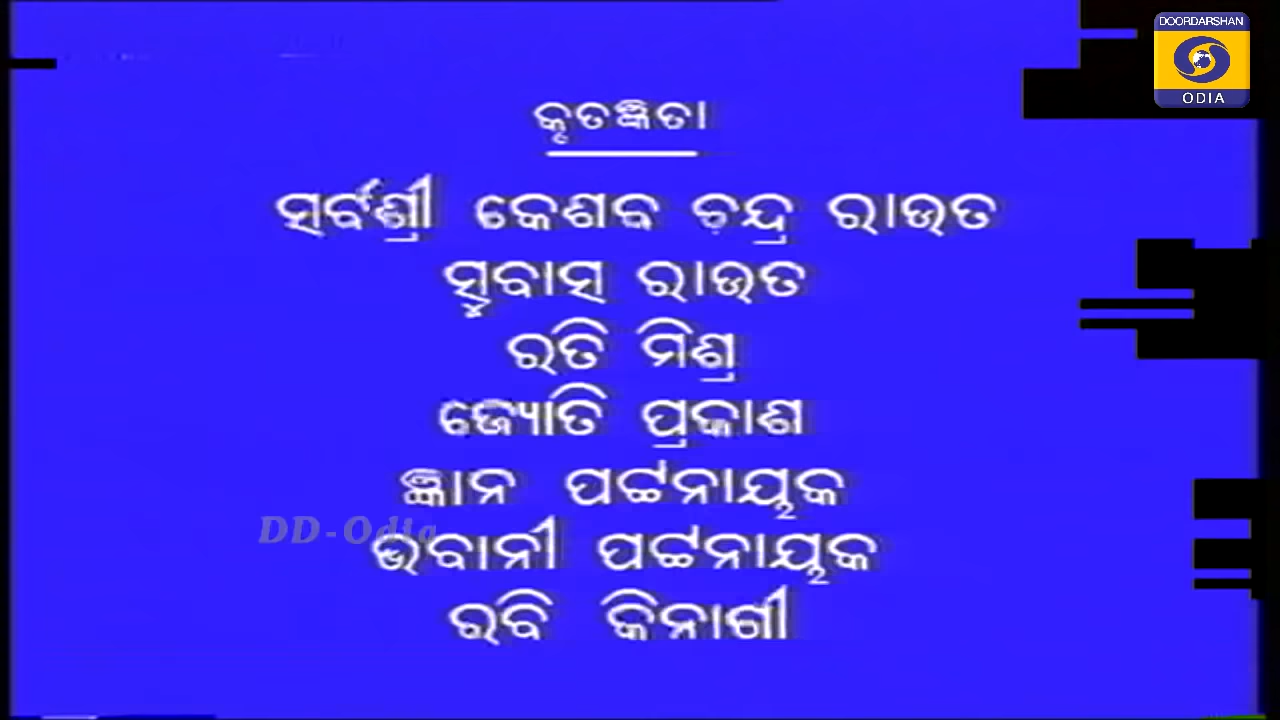 DOORDARSHAN
ODIA
କୃତଜ୍ଞତା
ସର୍ବଶ୍ରୀ କେଶବ ଚନ୍ଦ୍ର ରାଉତ
ସୁବାସ ରାଉତ
ରତି ମିଶ୍ର
ଜ୍ୟୋତି ପ୍ରକାଶ
ଜ୍ଞାନ ପଟ୍ଟନାୟକ
DD-Odia
ଭବାନୀ ପଟ୍ଟନାୟକ
ରବି କିନାଗୀ